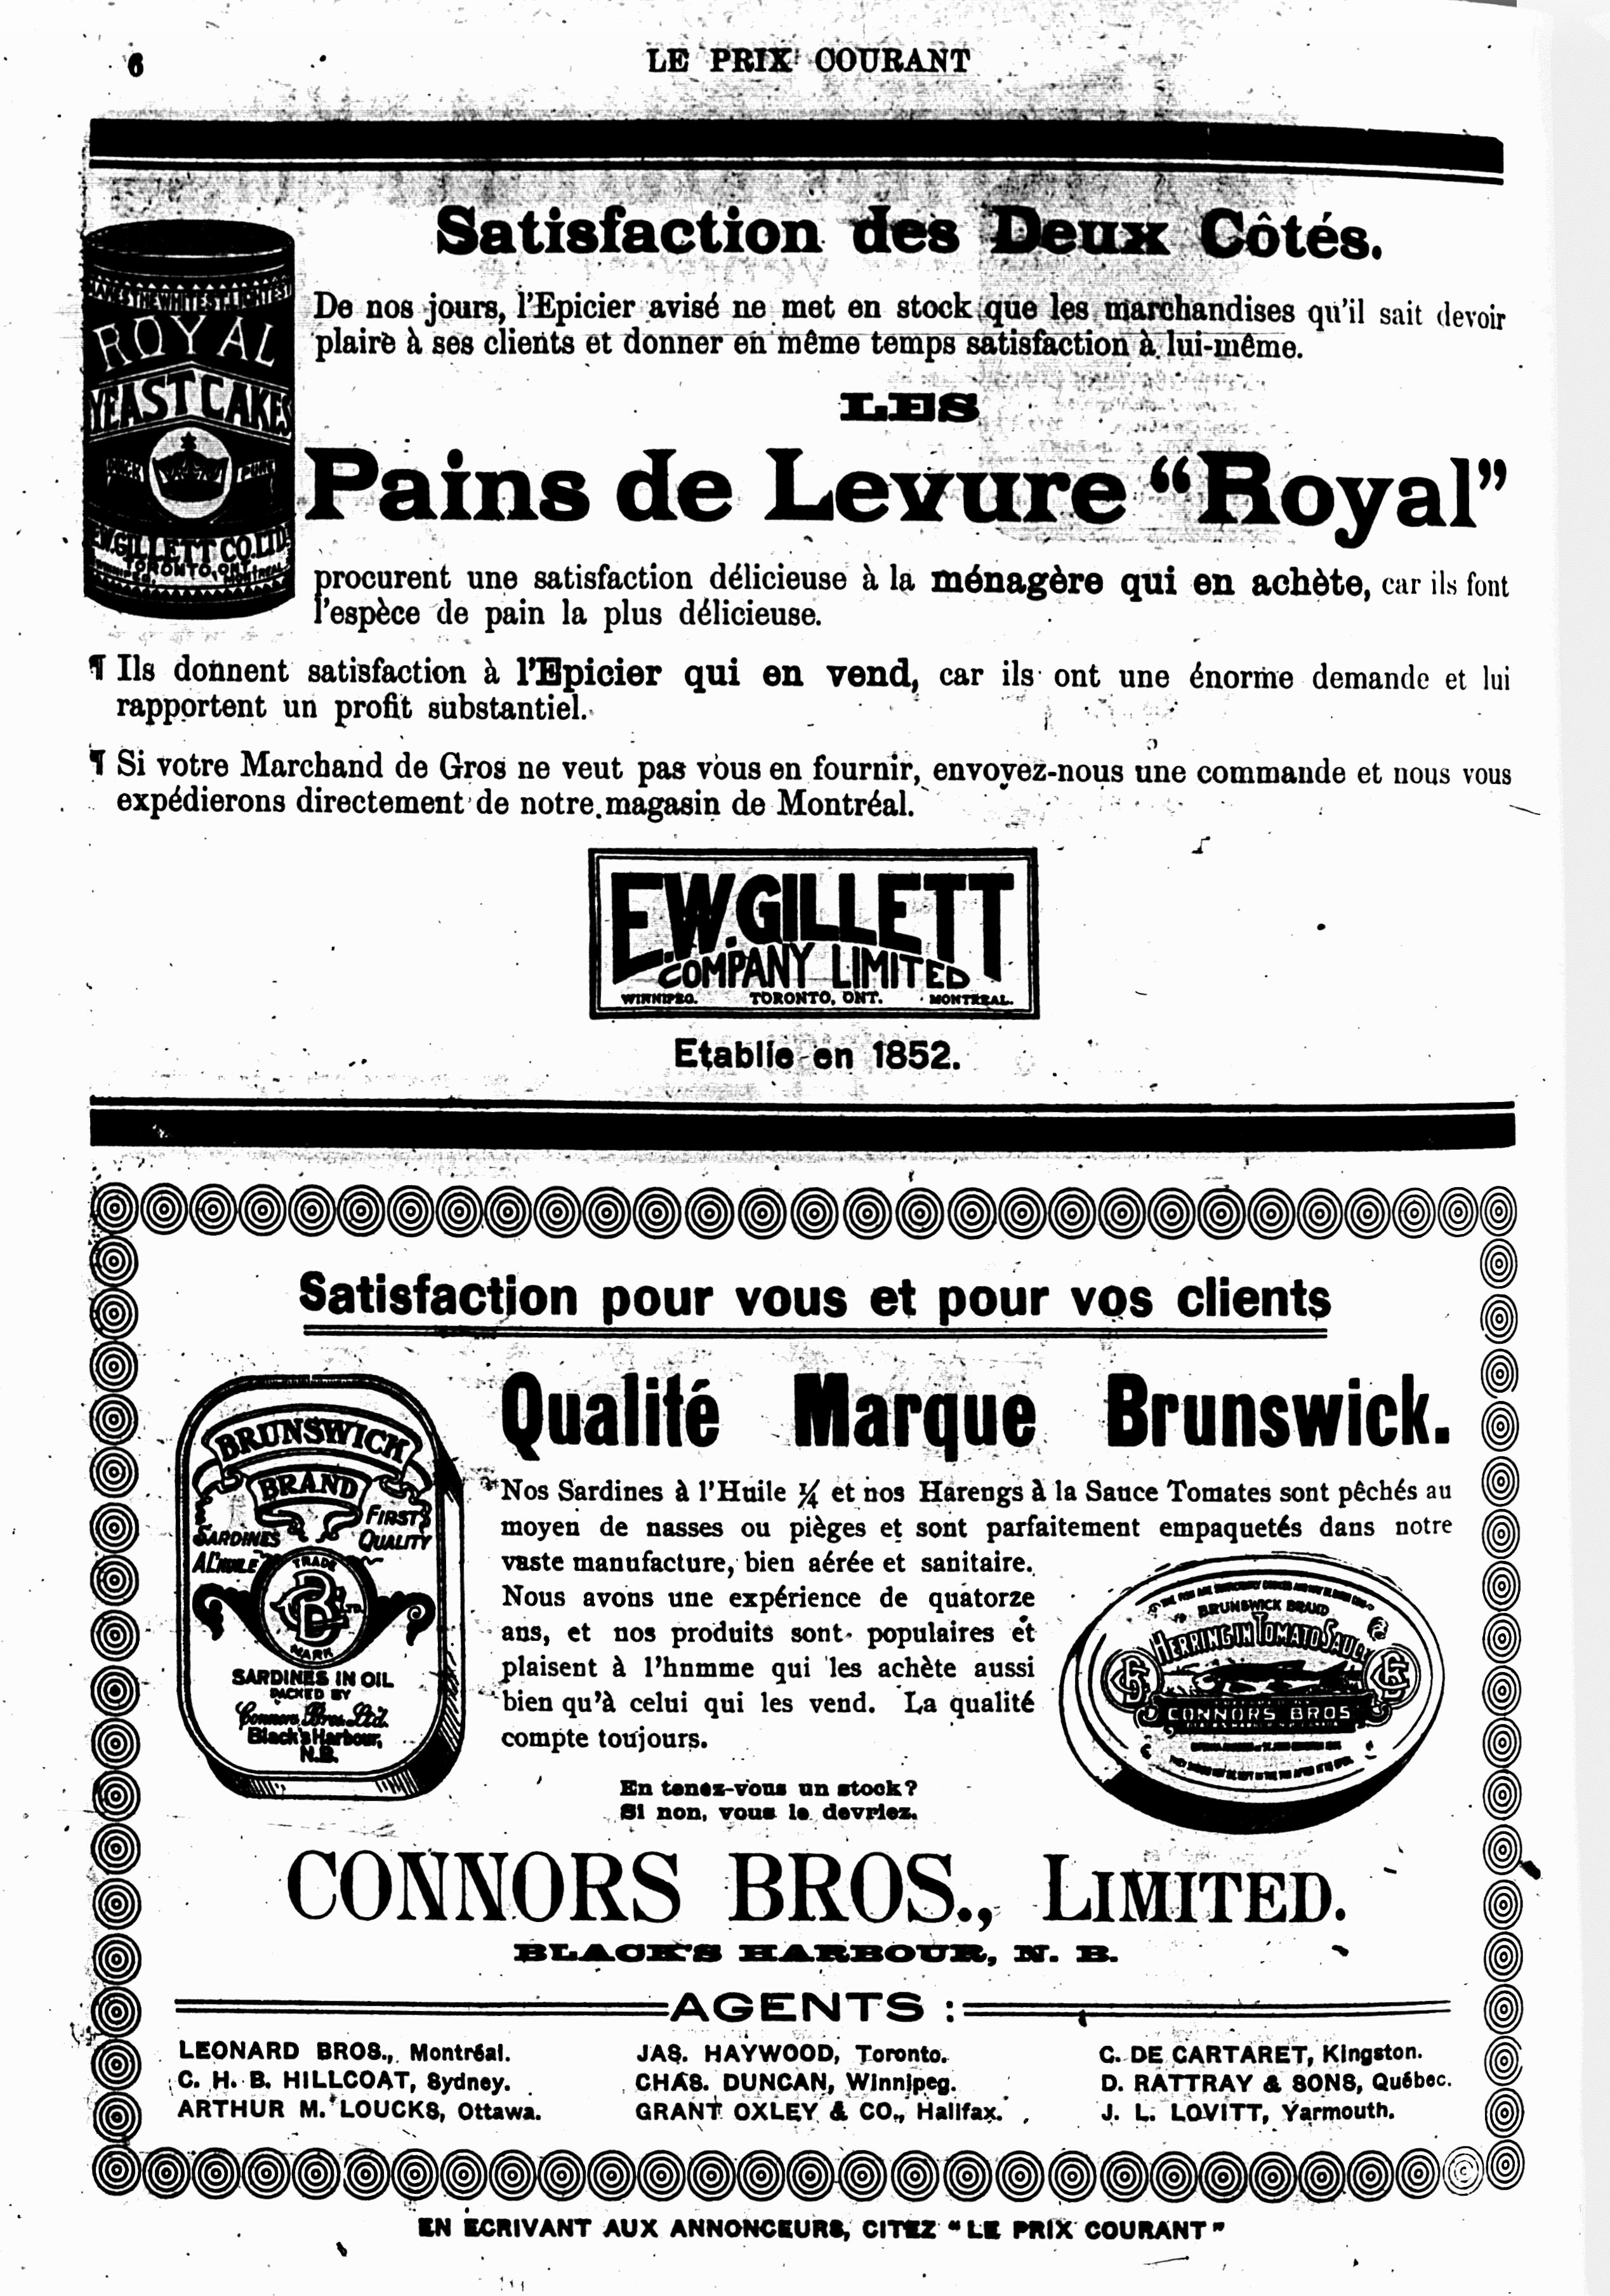 6
LE PRIX COURANT
Satisfaction des Deux Côtés.
De nos jours, l'Epicier avisé ne met en stock que les marchandises qu'il sait devoir
plaire à ses clients et donner en même temps satisfaction à lui-même.
LES
Pains de Levure "Royal"
ROYAL
YEAST CAKES
E.W. GILLETT CO. LTD.
TORONTO, ONT.
WINNIPEG. MONTREAL
procurent une satisfaction délicieuse à la ménagère qui en achète, car ils font
l'espèce de pain la plus délicieuse.
¶ Ils donnent satisfaction à l'Epicier qui en vend, car ils ont une énorme demande et lui
rapportent un profit substantiel.
¶ Si votre Marchand de Gros ne veut pas vous en fournir, envoyez-nous une commande et nous vous
expédierons directement de notre magasin de Montréal.
E.W. GILLETT
COMPANY LIMITED
WINNIPEG. TORONTO, ONT. MONTREAL.
Etablie en 1852.
Satisfaction pour vous et pour vos clients
Qualité Marque Brunswick.
BRUNSWICK
BRAND
SARDINES
A L'HUILE
FIRST
QUALITY
TRADE
MARK
SARDINES IN OIL
PACKED BY
Connors Bros. Ltd.
Black's Harbour,
N.B.
Nos Sardines à l'Huile ¼ et nos Harengs à la Sauce Tomates sont pêchés au
moyen de nasses ou pièges et sont parfaitement empaquetés dans notre
vaste manufacture, bien aérée et sanitaire.
Nous avons une expérience de quatorze
ans, et nos produits sont populaires et
plaisent à l'hnmme qui les achète aussi
bien qu'à celui qui les vend. La qualité
compte toujours.
BRUNSWICK BRAND
HERRING IN TOMATO SAUCE
CONNORS BROS
En tenez-vous un stock?
Si non, vous le devriez.
CONNORS BROS., LIMITED.
BLACK'S HARBOUR, N. B.
AGENTS :
LEONARD BROS., Montréal.
C. H. B. HILLCOAT, Sydney.
ARTHUR M. LOUCKS, Ottawa.
JAS. HAYWOOD, Toronto.
CHAS. DUNCAN, Winnipeg.
GRANT OXLEY & CO., Halifax.
C. DE CARTARET, Kingston.
D. RATTRAY & SONS, Québec.
J. L. LOVITT, Yarmouth.
EN ECRIVANT AUX ANNONCEURS, CITEZ "LE PRIX COURANT"